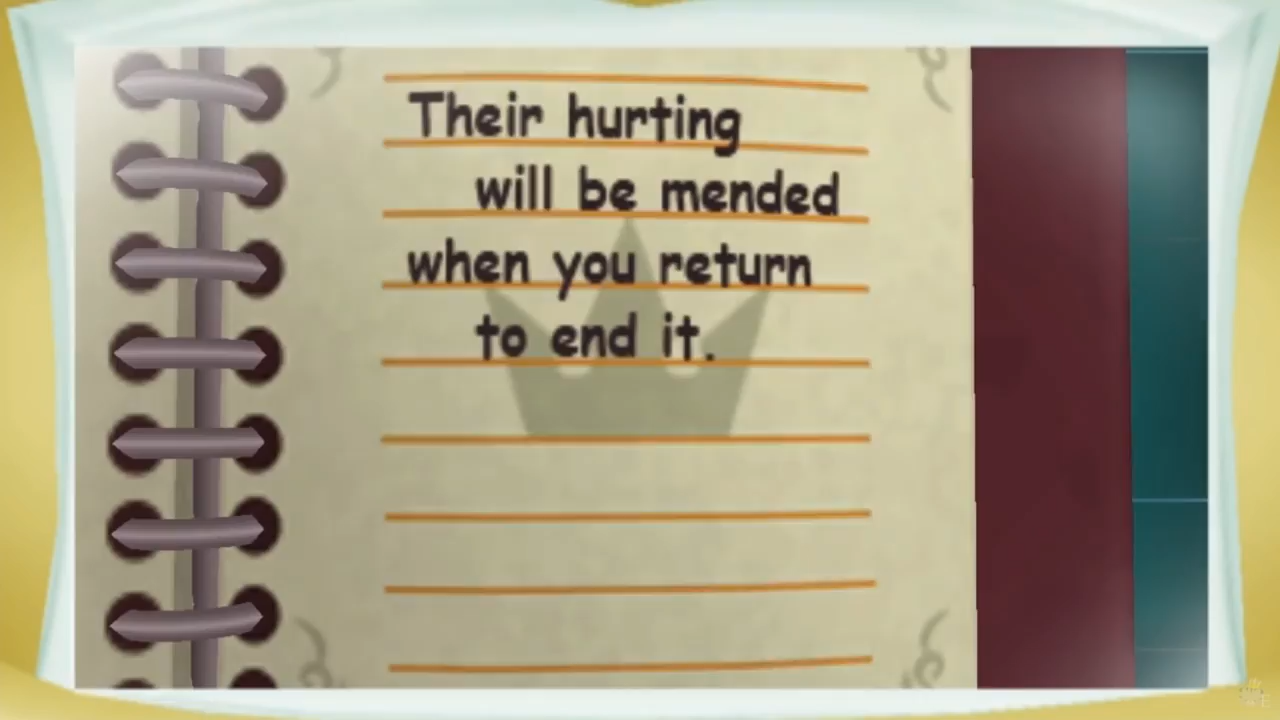 Their hurting
will be mended
when you return
to end it.